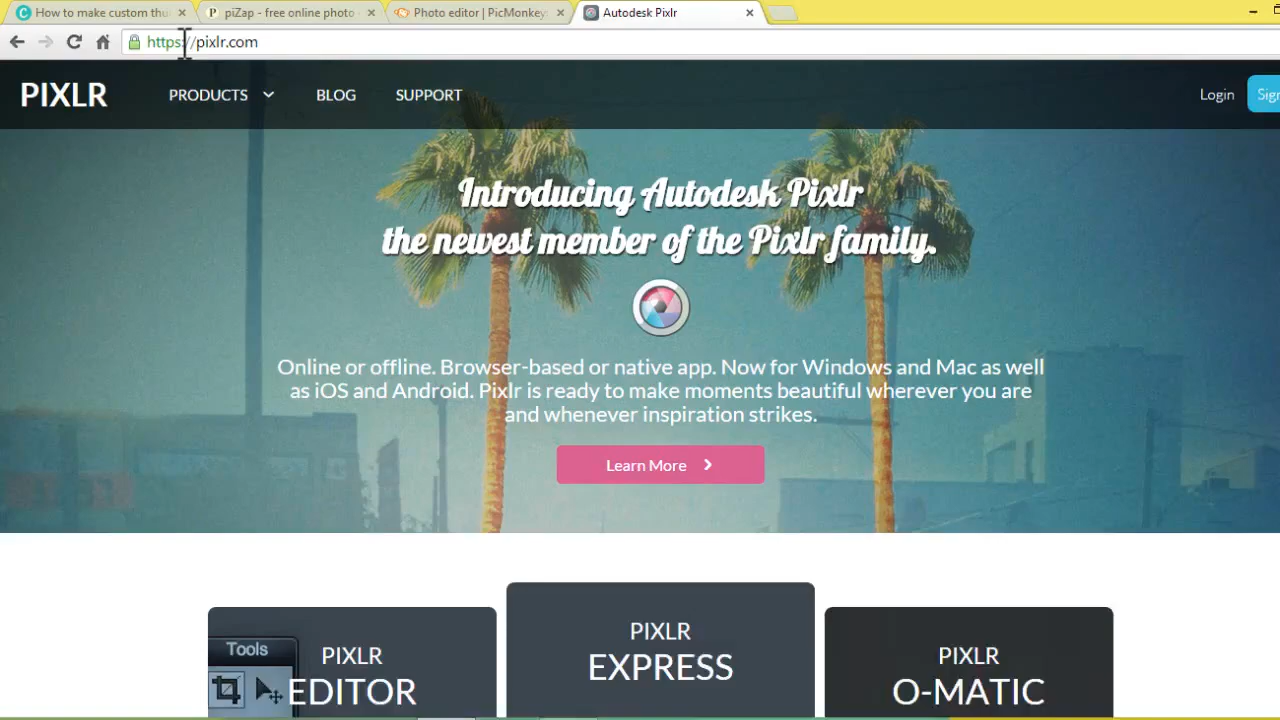 How to make custom thu
piZap - free online photo
Photo editor | PicMonkey
Autodesk Pixlr
https://pixlr.com
PIXLR
PRODUCTS
BLOG
SUPPORT
Login
Sign
Introducing Autodesk Pixlr
the newest member of the Pixlr family.
Online or offline. Browser-based or native app. Now for Windows and Mac as well
as iOS and Android. Pixlr is ready to make moments beautiful wherever you are
and whenever inspiration strikes.
Learn More
Tools
PIXLR
EDITOR
PIXLR
EXPRESS
PIXLR
O-MATIC